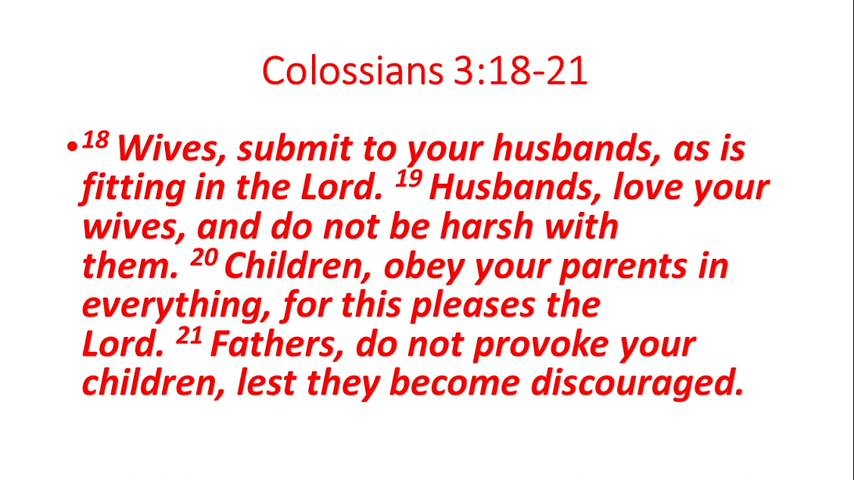 Colossians 3:18-21
•18 Wives, submit to your husbands, as is
fitting in the Lord. 19 Husbands, love your
wives, and do not be harsh with
them. 20 Children, obey your parents in
everything, for this pleases the
Lord. 21 Fathers, do not provoke your
children, lest they become discouraged.